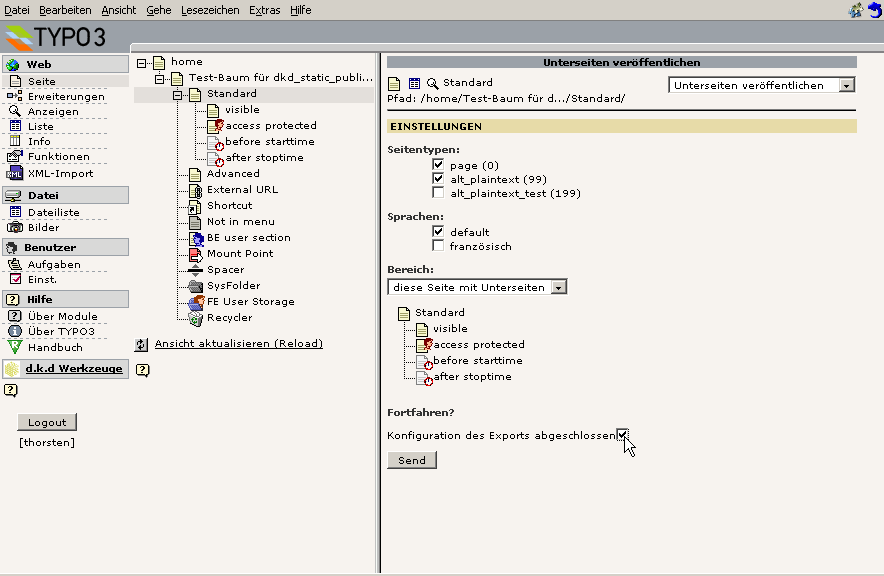 Datei Bearbeiten Ansicht Gehe Lesezeichen Extras Hilfe
TYPO3
Web
Seite
Erweiterungen
Anzeigen
Liste
Info
Funktionen
XML-Import
Datei
Dateiliste
Bilder
Benutzer
Aufgaben
Einst.
Hilfe
Über Module
Über TYPO3
Handbuch
d.k.d Werkzeuge
Logout
[thorsten]
home
Test-Baum für dkd_static_publi...
Standard
visible
access protected
before starttime
after stoptime
Advanced
External URL
Shortcut
Not in menu
BE user section
Mount Point
Spacer
SysFolder
FE User Storage
Recycler
Ansicht aktualisieren (Reload)
Unterseiten veröffentlichen
Standard
Unterseiten veröffentlichen
Pfad: /home/Test-Baum für d.../Standard/
EINSTELLUNGEN
Seitentypen:
page (0)
alt_plaintext (99)
alt_plaintext_test (199)
Sprachen:
default
französisch
Bereich:
diese Seite mit Unterseiten
Standard
visible
access protected
before starttime
after stoptime
Fortfahren?
Konfiguration des Exports abgeschlossen
Send